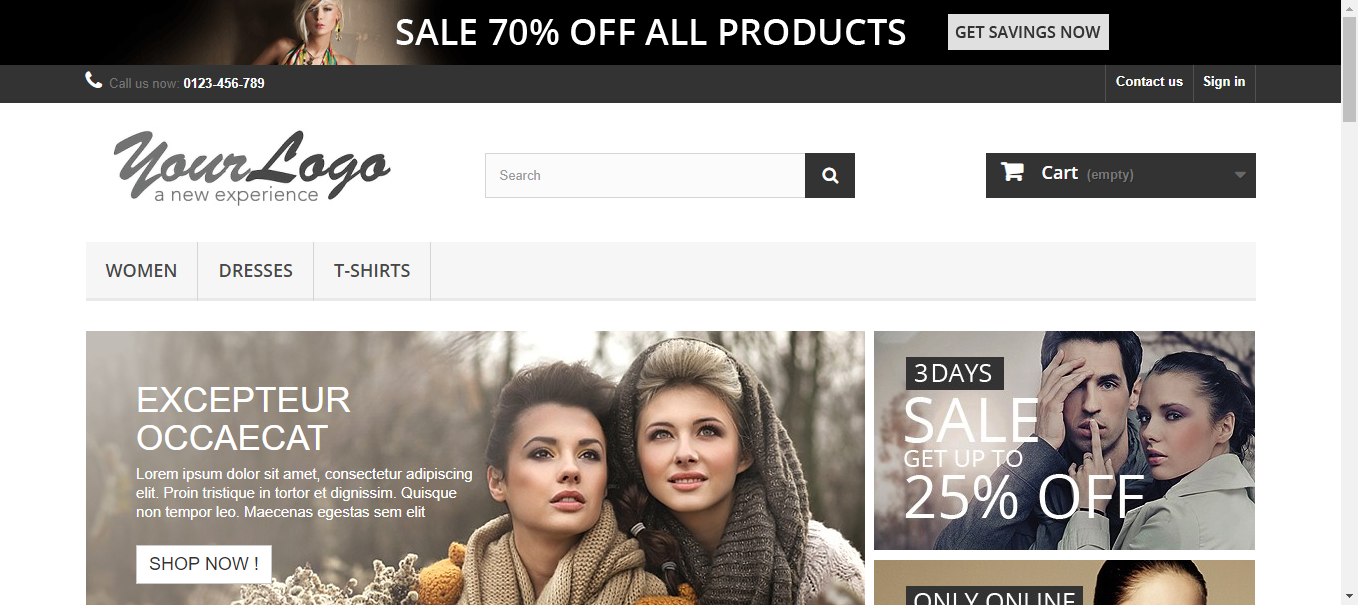 SALE 70% OFF ALL PRODUCTS GET SAVINGS NOW
Call us now: 0123-456-789 Contact us Sign in
Your Logo
a new experience
Search
Cart (empty)
WOMEN DRESSES T-SHIRTS
EXCEPTEUR
OCCAECAT
Lorem ipsum dolor sit amet, consectetur adipiscing
elit. Proin tristique in tortor et dignissim. Quisque
non tempor leo. Maecenas egestas sem elit
SHOP NOW !
3DAYS
SALE
GET UP TO
25% OFF
ONLY ONLINE